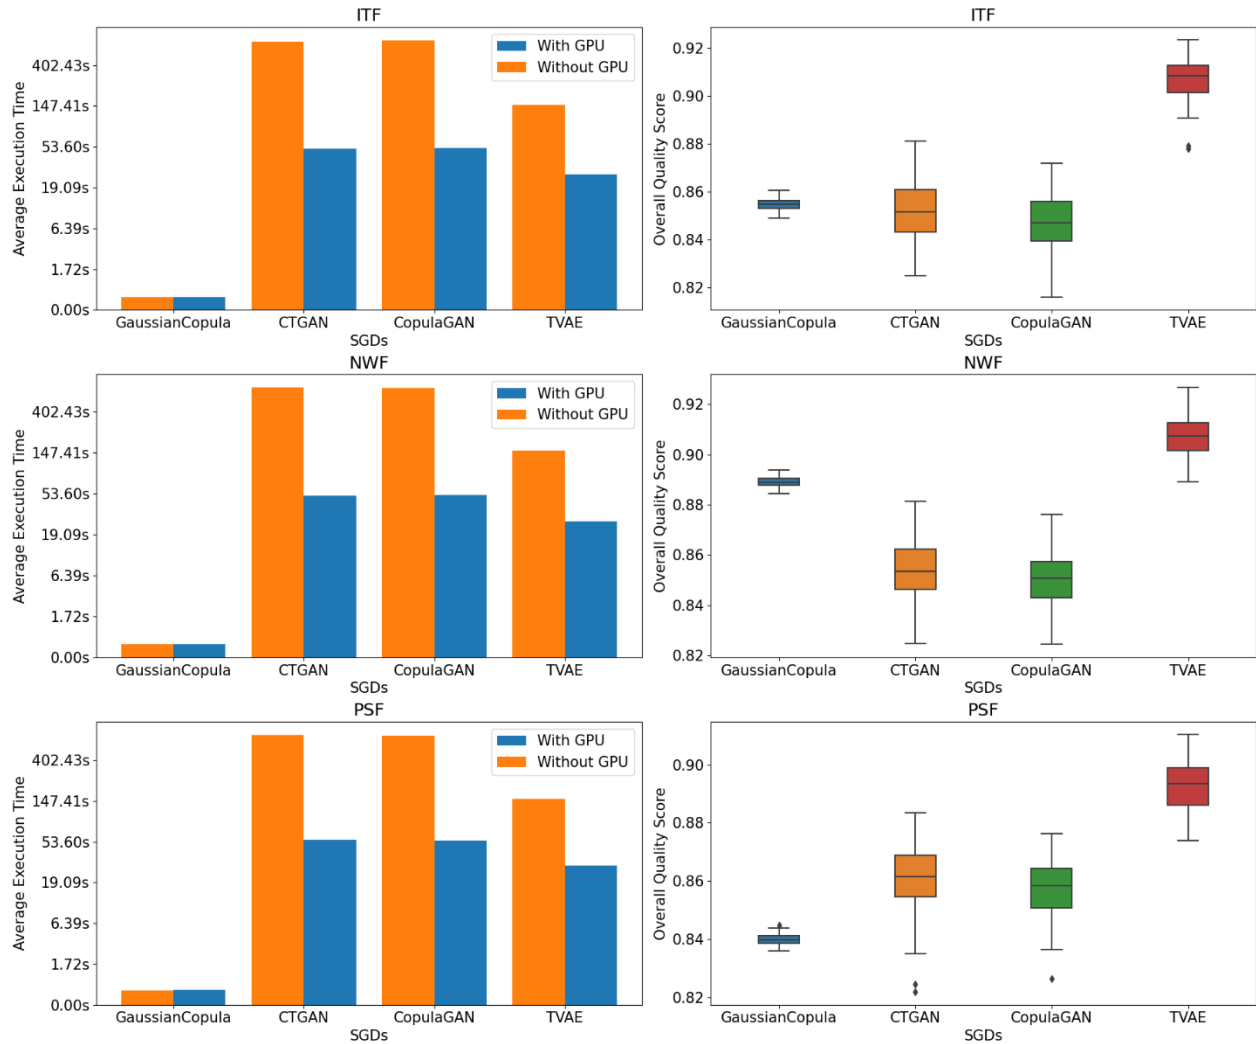 ITF
Average Execution Time
402.43s
147.41s
53.60s
19.09s
6.39s
1.72s
0.00s
With GPU
Without GPU
GaussianCopula CTGAN CopulaGAN TVAE
SGDs
ITF
Overall Quality Score
0.92
0.90
0.88
0.86
0.84
0.82
GaussianCopula CTGAN CopulaGAN TVAE
SGDs
NWF
Average Execution Time
402.43s
147.41s
53.60s
19.09s
6.39s
1.72s
0.00s
With GPU
Without GPU
GaussianCopula CTGAN CopulaGAN TVAE
SGDs
NWF
Overall Quality Score
0.92
0.90
0.88
0.86
0.84
0.82
GaussianCopula CTGAN CopulaGAN TVAE
SGDs
PSF
Average Execution Time
402.43s
147.41s
53.60s
19.09s
6.39s
1.72s
0.00s
With GPU
Without GPU
GaussianCopula CTGAN CopulaGAN TVAE
SGDs
PSF
Overall Quality Score
0.90
0.88
0.86
0.84
0.82
GaussianCopula CTGAN CopulaGAN TVAE
SGDs